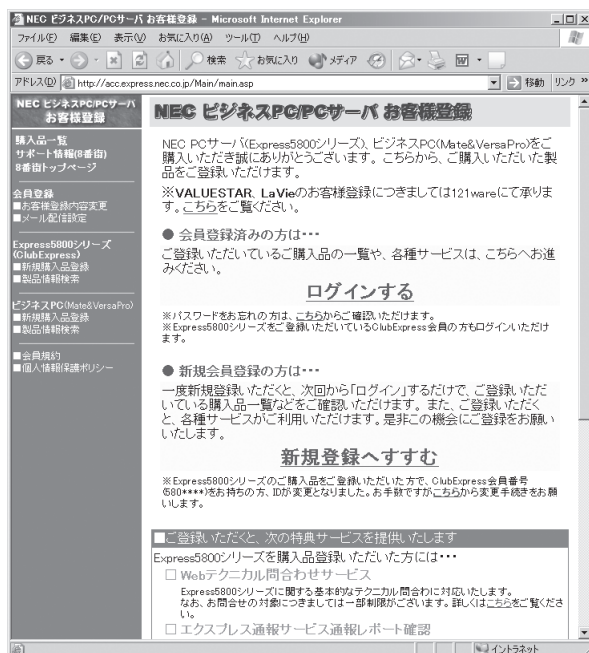 NEC ビジネスPC/PCサーバ お客様登録 - Microsoft Internet Explorer
ファイル(F) 編集(E) 表示(V) お気に入り(A) ツール(T) ヘルプ(H)
戻る 検索 お気に入り メディア
アドレス(D) http://acc.express.nec.co.jp/Main/main.asp 移動 リンク »
NEC ビジネスPC/PCサーバ
お客様登録
購入品一覧
サポート情報(8番街)
8番街トップページ
会員登録
■お客様登録内容変更
■メール配信設定
Express5800シリーズ
(ClubExpress)
■新規購入品登録
■製品情報検索
ビジネスPC(Mate&VersaPro)
■新規購入品登録
■製品情報検索
■会員規約
■個人情報保護ポリシー
NEC ビジネスPC/PCサーバ お客様登録
NEC PCサーバ(Express5800シリーズ)、ビジネスPC(Mate&VersaPro)をご
購入いただき誠にありがとうございます。こちらから、ご購入いただいた製
品をご登録いただけます。
※VALUESTAR, LaVieのお客様登録につきましては121wareにて承りま
す。こちらをご覧ください。
● 会員登録済みの方は・・・
ご登録いただいているご購入品の一覧や、各種サービスは、こちらへお進
みください。
ログインする
※パスワードをお忘れの方は、こちらからご確認いただけます。
※Express5800シリーズをご登録いただいているClubExpress会員の方もログインいただけ
ます。
● 新規会員登録の方は・・・
一度新規登録いただくと、次回から「ログイン」するだけで、ご登録いただ
いている購入品一覧などをご確認いただけます。また、ご登録いただく
と、各種サービスがご利用いただけます。是非この機会にご登録をお願い
いたします。
新規登録へすすむ
※Express5800シリーズのご購入品をご登録いただいた方で、ClubExpress会員番号
(580****)をお持ちの方、IDが変更となりました。お手数ですがこちらから変更手続きをお願
いします。
■ご登録いただくと、次の特典サービスを提供いたします
Express5800シリーズを購入品登録いただいた方には・・・
□ Webテクニカル問合わせサービス
Express5800シリーズに関する基本的なテクニカル問合わせに対応いたします。
なお、お問合せの対象につきましては一部制限がございます。詳しくはこちらをご覧くださ
い。
□ エクスプレス通報サービス通報レポート確認
イントラネット